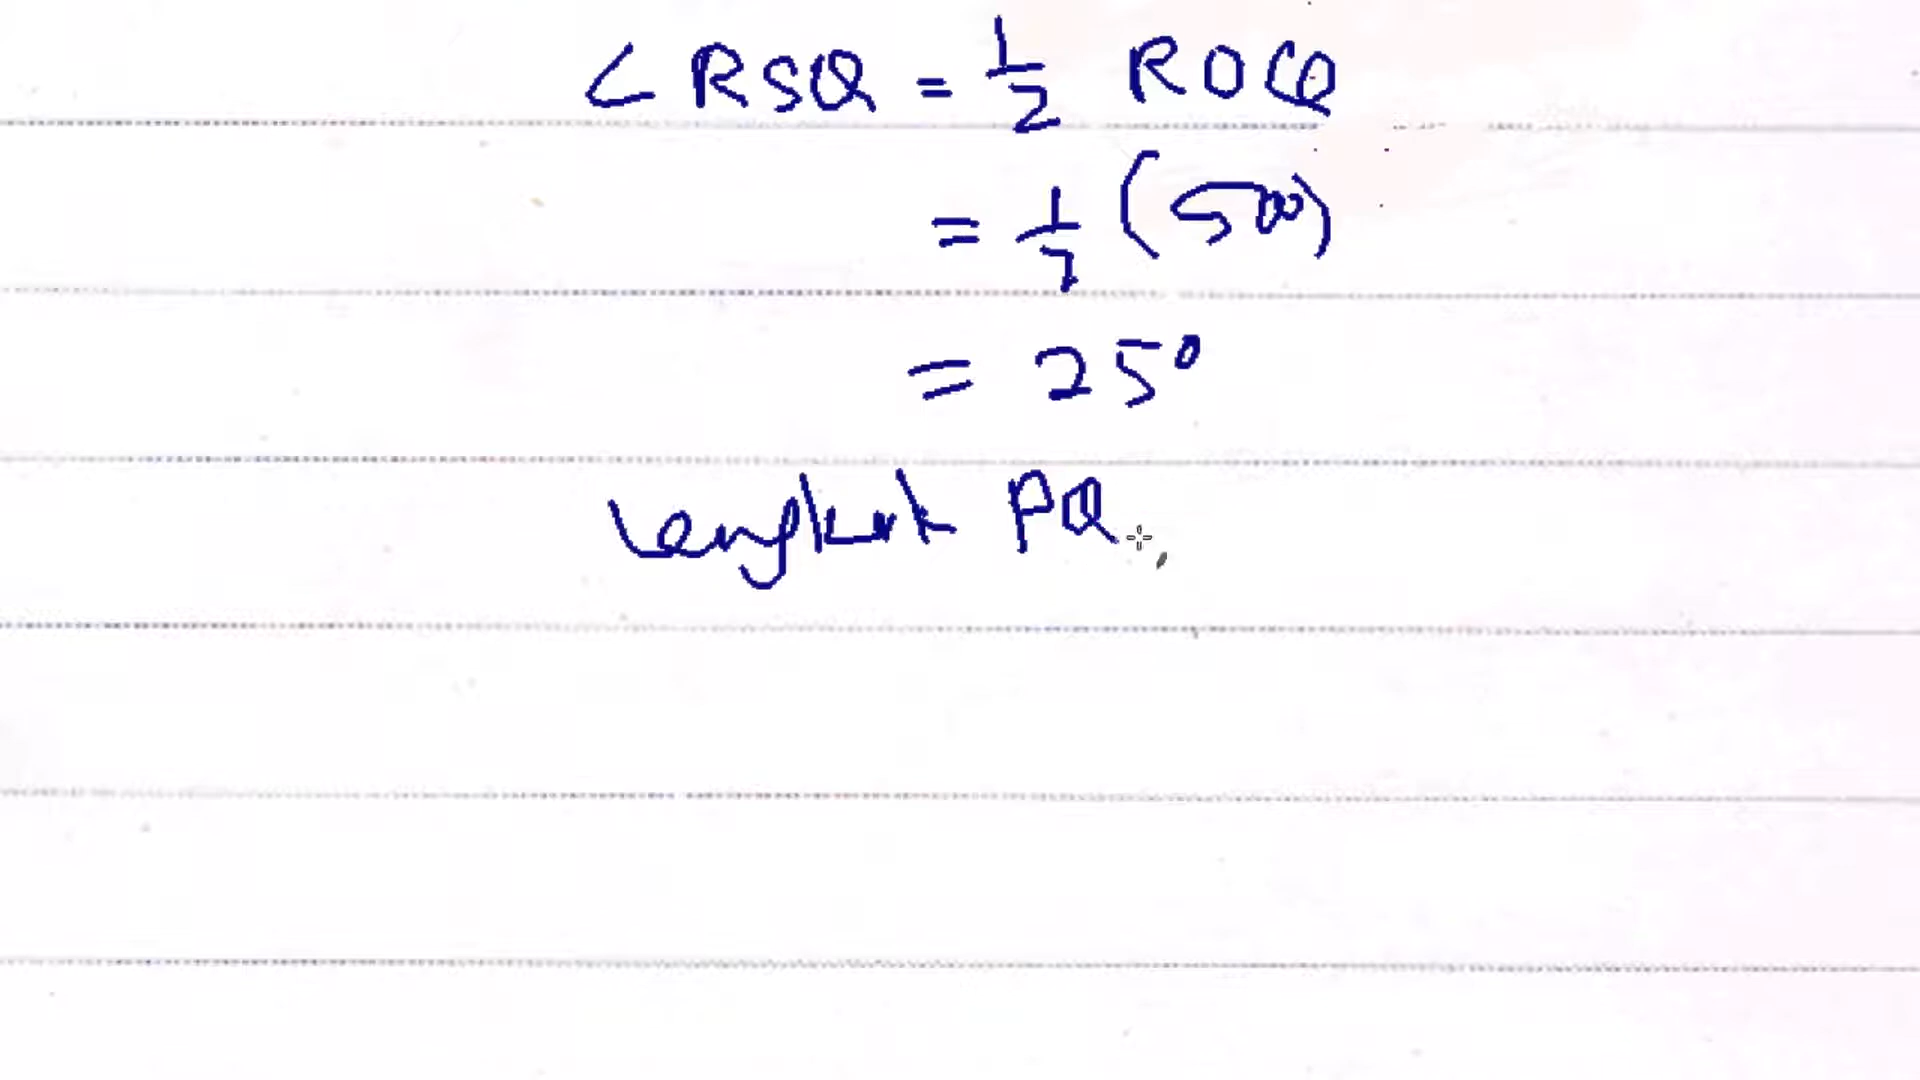 ∠ RSQ = 1/2 ROQ
= 1/2 (50°)
= 25°
Lengkuk PQ